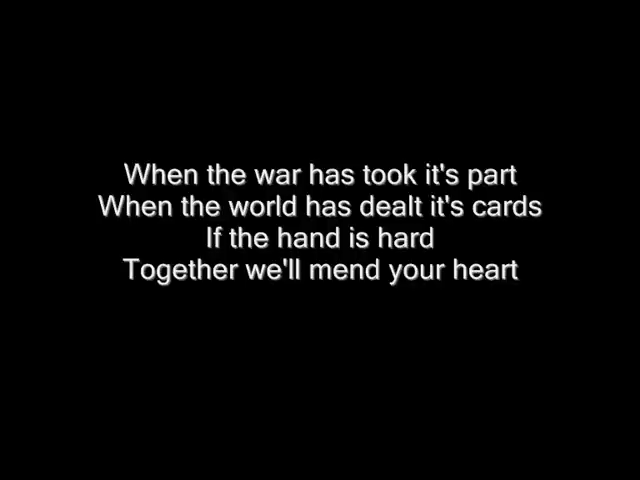 When the war has took it's part
When the world has dealt it's cards
If the hand is hard
Together we'll mend your heart